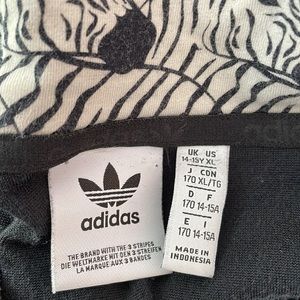 adidas
THE BRAND WITH THE 3 STRIPES
DIE WELTMARKE MIT DEN 3 STREIFEN
LA MARQUE AUX 3 BANDES
UK US
14-15Y XL
J CDN
170 XL/TG
D F
170 14-15A
E I
170 14-15A
MADE IN
INDONESIA